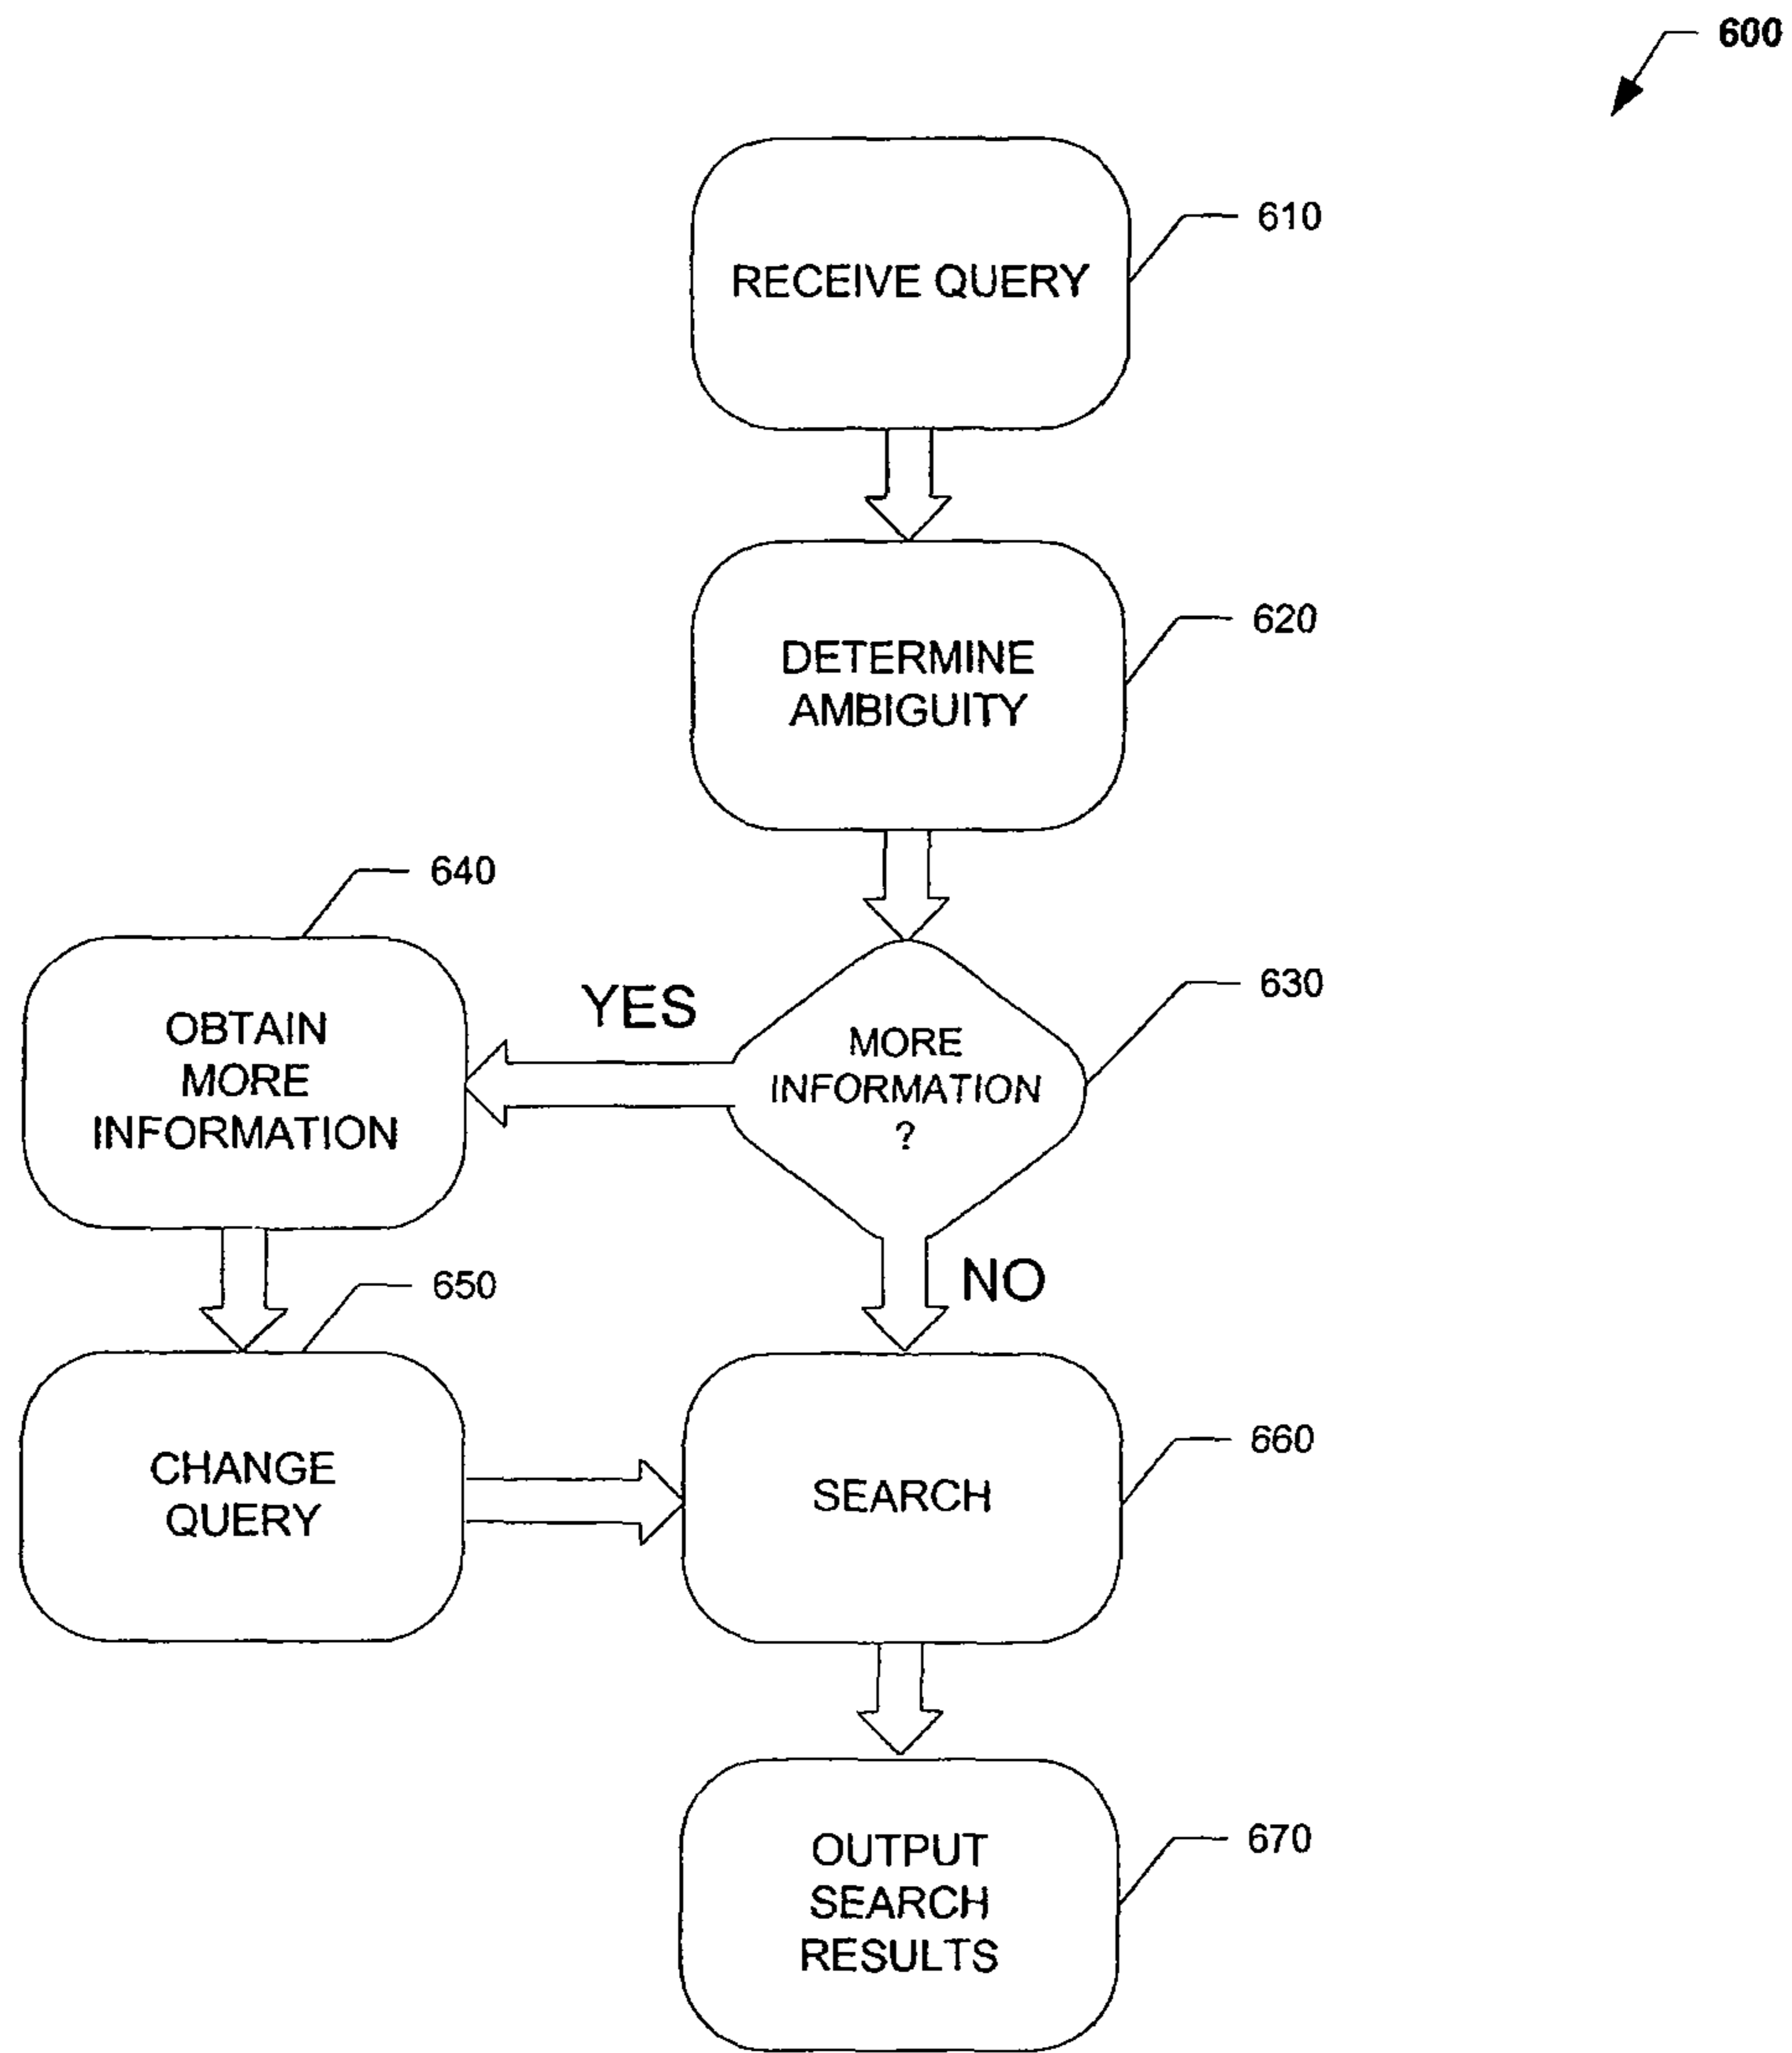 600
RECEIVE QUERY
610
DETERMINE
AMBIGUITY
620
640
OBTAIN
MORE
INFORMATION
YES
MORE
INFORMATION
?
630
NO
650
CHANGE
QUERY
SEARCH
660
OUTPUT
SEARCH
RESULTS
670